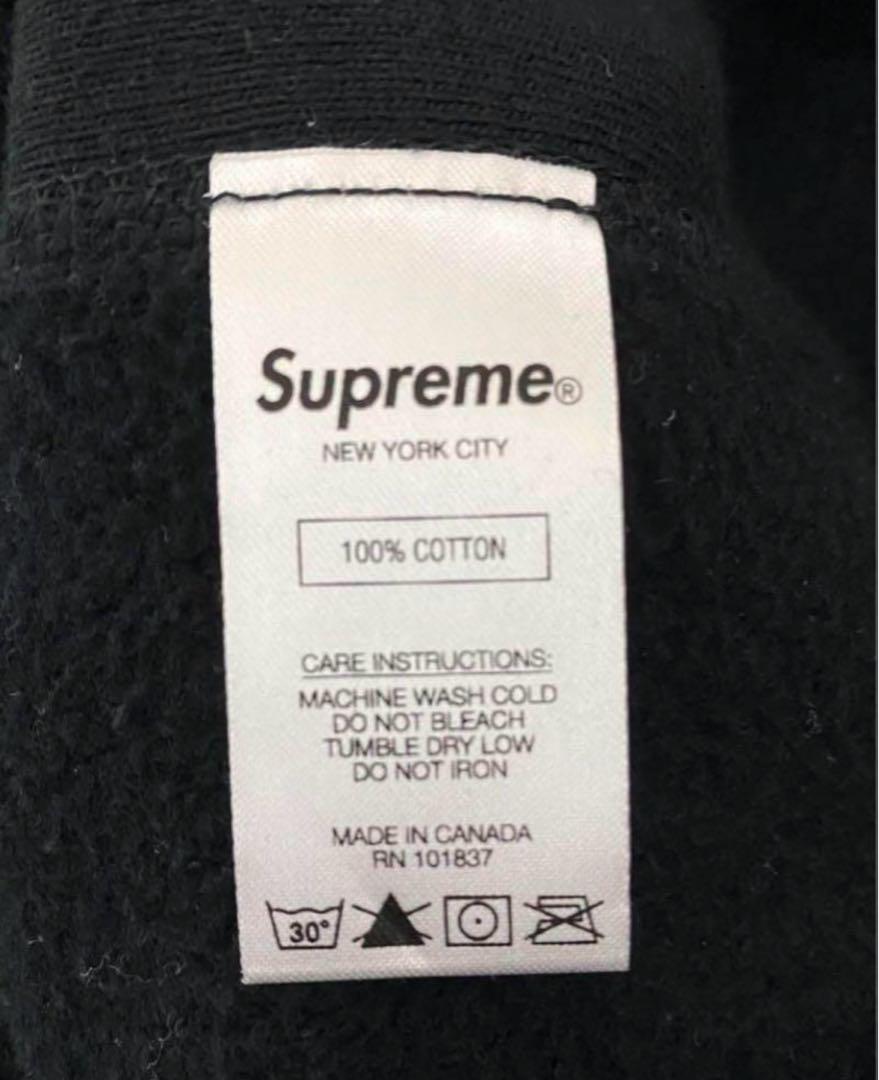 Supreme®
NEW YORK CITY
100% COTTON
CARE INSTRUCTIONS:
MACHINE WASH COLD
DO NOT BLEACH
TUMBLE DRY LOW
DO NOT IRON
MADE IN CANADA
RN 101837
30°